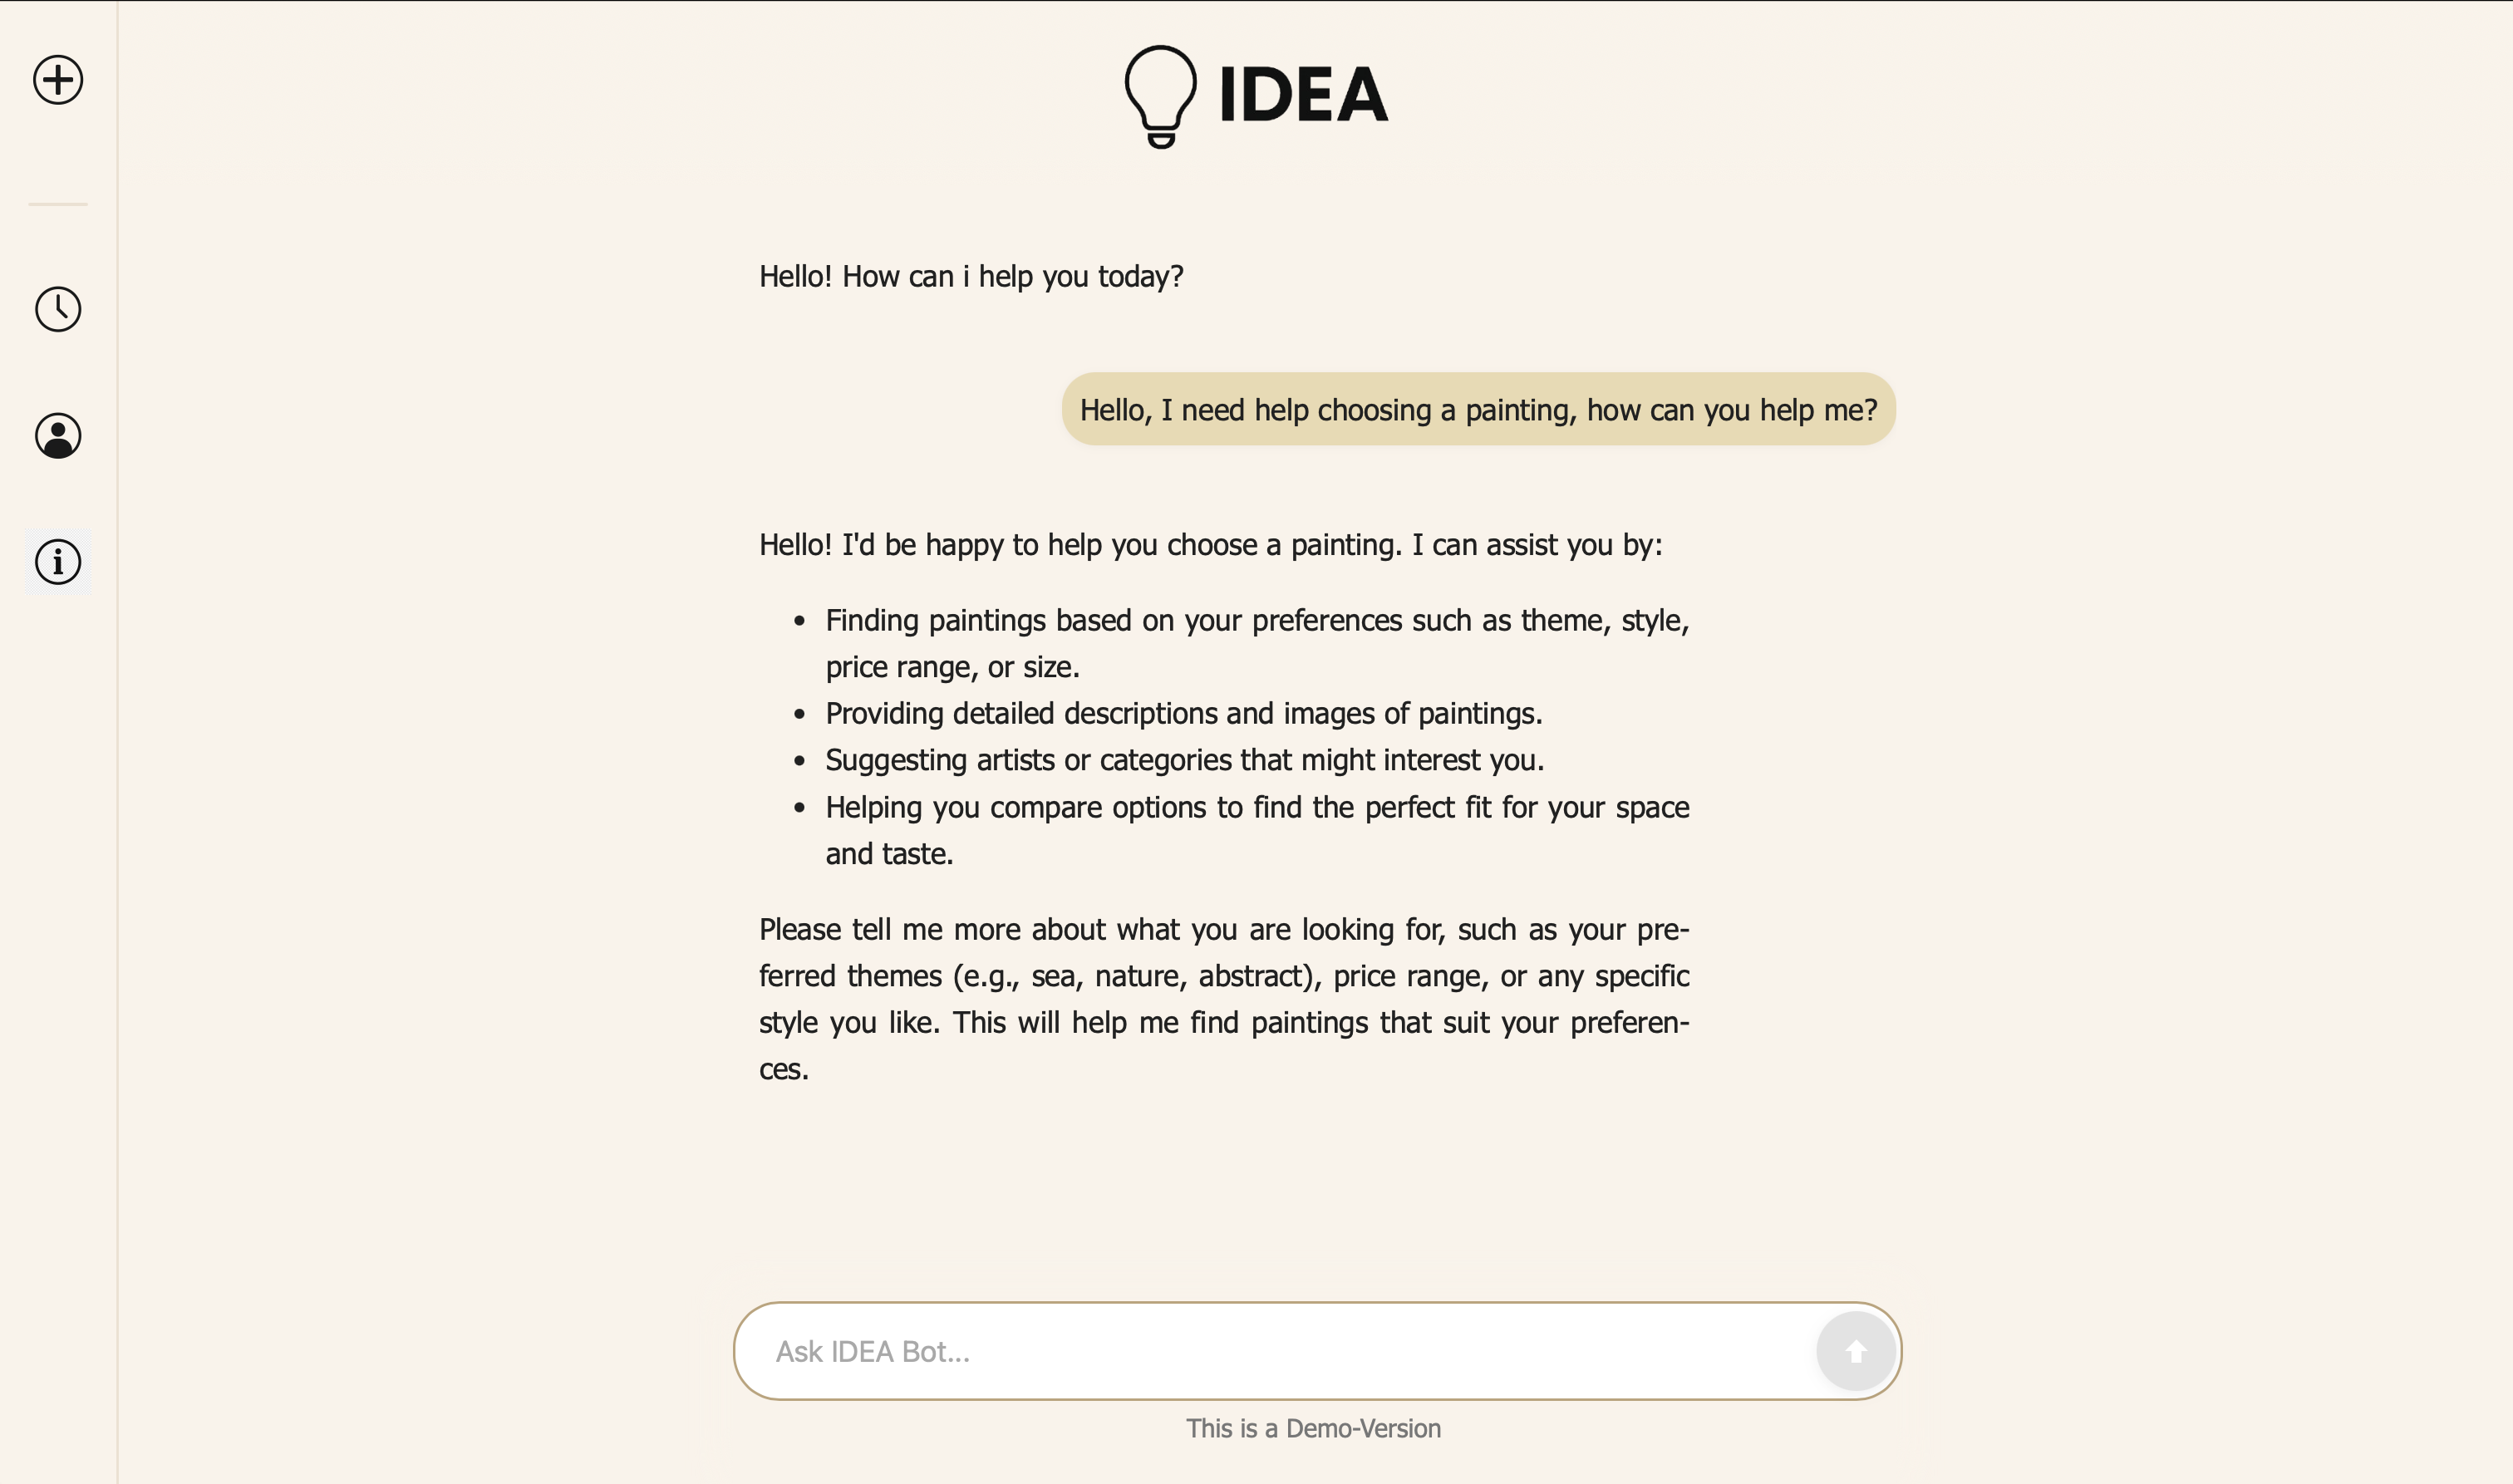 IDEA
Hello! How can i help you today?
Hello, I need help choosing a painting, how can you help me?
Hello! I'd be happy to help you choose a painting. I can assist you by:
• Finding paintings based on your preferences such as theme, style,
price range, or size.
• Providing detailed descriptions and images of paintings.
• Suggesting artists or categories that might interest you.
• Helping you compare options to find the perfect fit for your space
and taste.
Please tell me more about what you are looking for, such as your pre-
ferred themes (e.g., sea, nature, abstract), price range, or any specific
style you like. This will help me find paintings that suit your preferen-
ces.
Ask IDEA Bot...
This is a Demo-Version